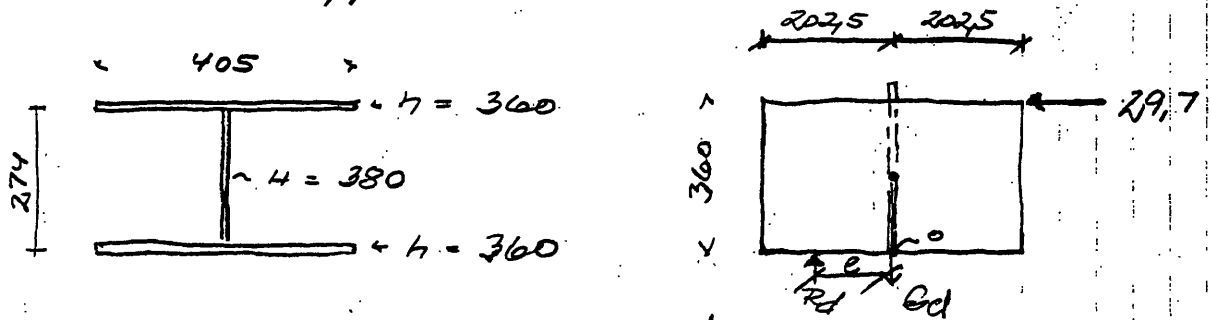 405
h = 360
274
H = 380
h = 360
202,5 202,5
29,7
360
o
e
Rd
Gd